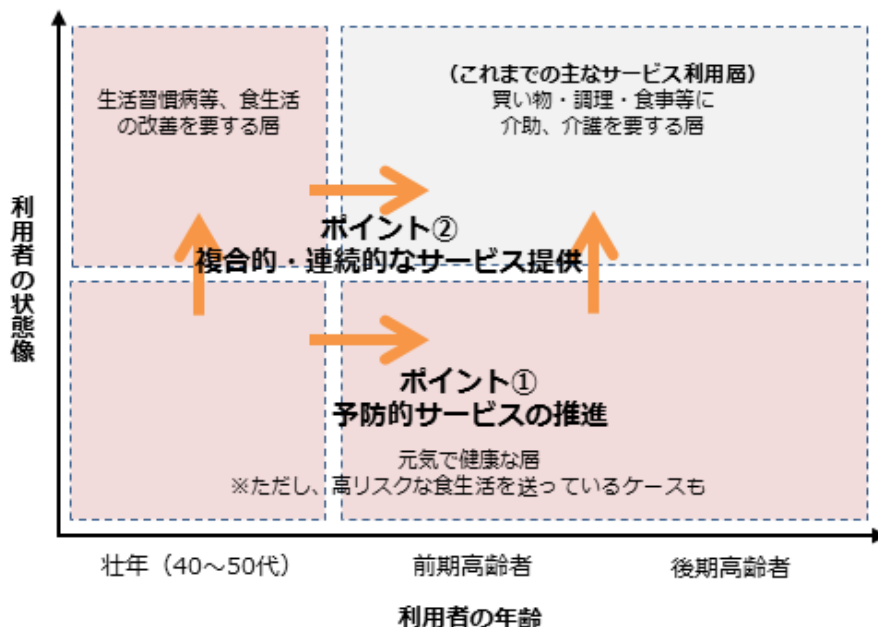 生活習慣病等、食生活
の改善を要する層
（これまでの主なサービス利用層）
買い物・調理・食事等に
介助、介護を要する層
利用者の状態像
ポイント②
複合的・連続的なサービス提供
ポイント①
予防的サービスの推進
元気で健康な層
※ただし、高リスクな食生活を送っているケースも
壮年（40～50代）
前期高齢者
後期高齢者
利用者の年齢